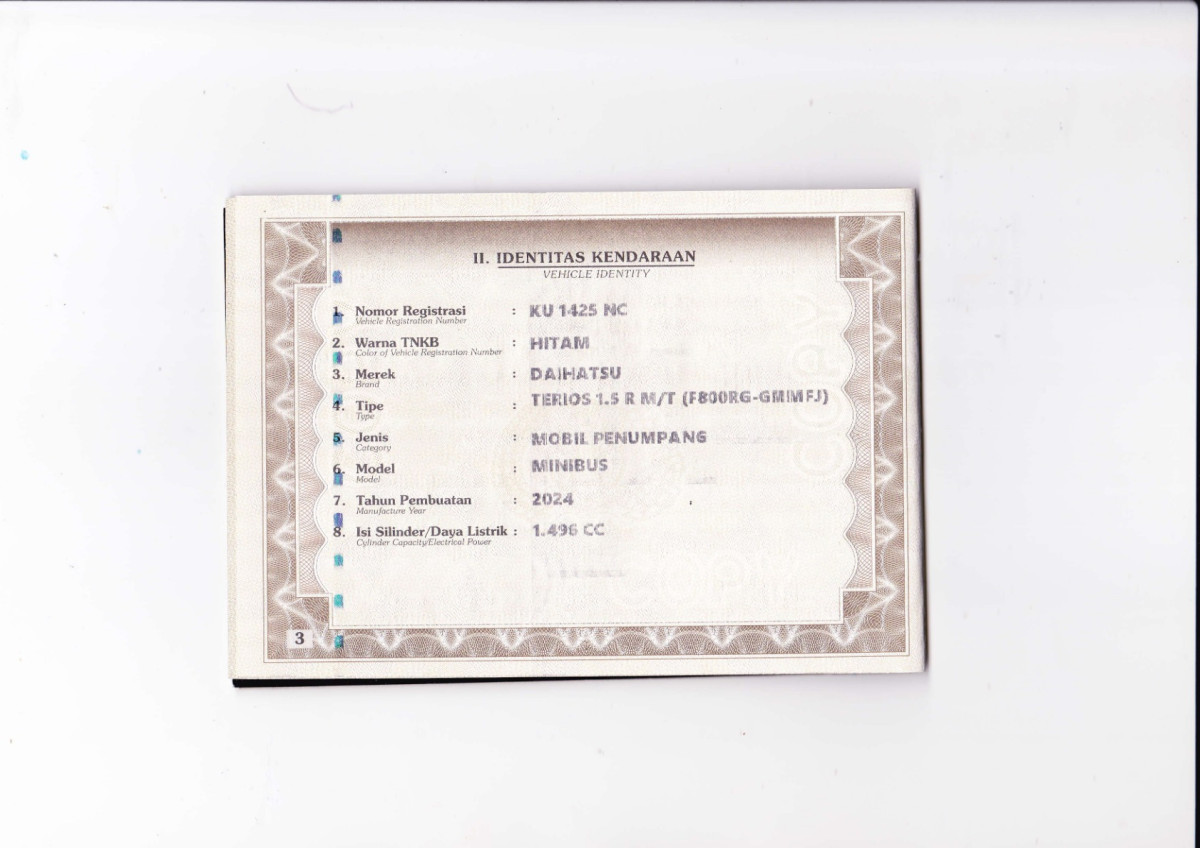 II. IDENTITAS KENDARAAN
VEHICLE IDENTITY
1. Nomor Registrasi : KU 1425 NC
Vehicle Registration Number
2. Warna TNKB : HITAM
Color of Vehicle Registration Number
3. Merek : DAIHATSU
Brand
4. Tipe : TERIOS 1.5 R M/T (F800RG-GMMFJ)
Type
5. Jenis : MOBIL PENUMPANG
Category
6. Model : MINIBUS
Model
7. Tahun Pembuatan : 2024
Manufacture Year
8. Isi Silinder/Daya Listrik : 1.496 CC
Cylinder Capacity/Electrical Power
COPY
COPY
3